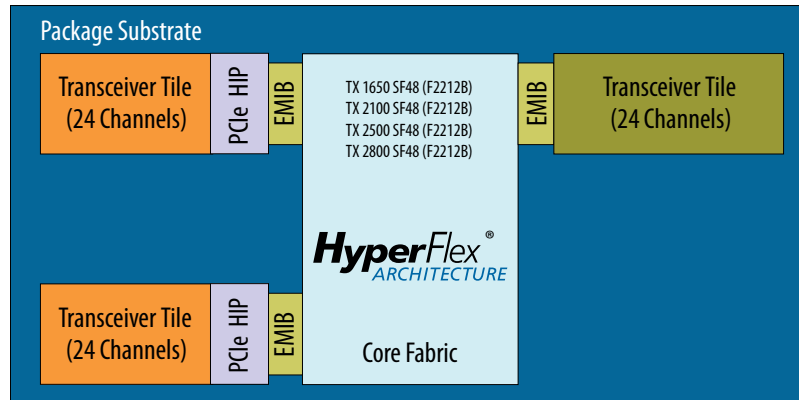 Package Substrate
Transceiver Tile
(24 Channels)
PCIe HIP
EMIB
TX 1650 SF48 (F2212B)
TX 2100 SF48 (F2212B)
TX 2500 SF48 (F2212B)
TX 2800 SF48 (F2212B)
EMIB
Transceiver Tile
(24 Channels)
HyperFlex®
ARCHITECTURE
Transceiver Tile
(24 Channels)
PCIe HIP
EMIB
Core Fabric